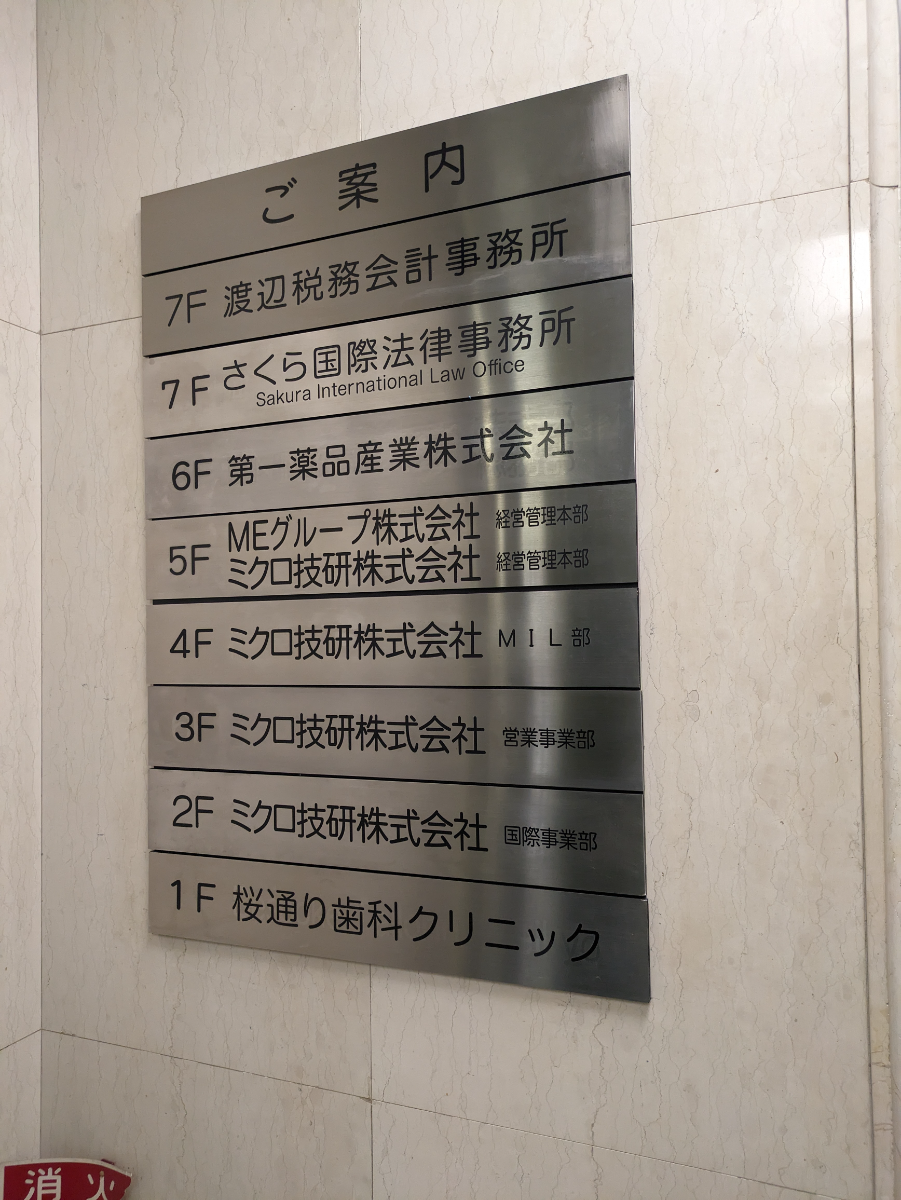 ご案内
7F 渡辺税務会計事務所
7F さくら国際法律事務所
Sakura International Law Office
6F 第一薬品産業株式会社
5F MEグループ株式会社 経営管理本部
ミクロ技研株式会社 経営管理本部
4F ミクロ技研株式会社 MIL部
3F ミクロ技研株式会社 営業事業部
2F ミクロ技研株式会社 国際事業部
1F 桜通り歯科クリニック
消火